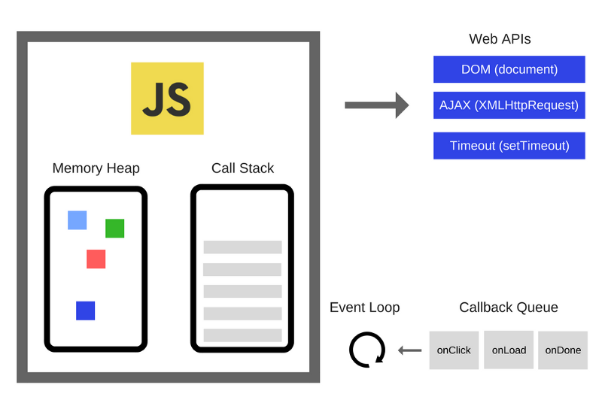 JS
Memory Heap
Call Stack
Web APIs
DOM (document)
AJAX (XMLHttpRequest)
Timeout (setTimeout)
Event Loop
Callback Queue
onClick
onLoad
onDone